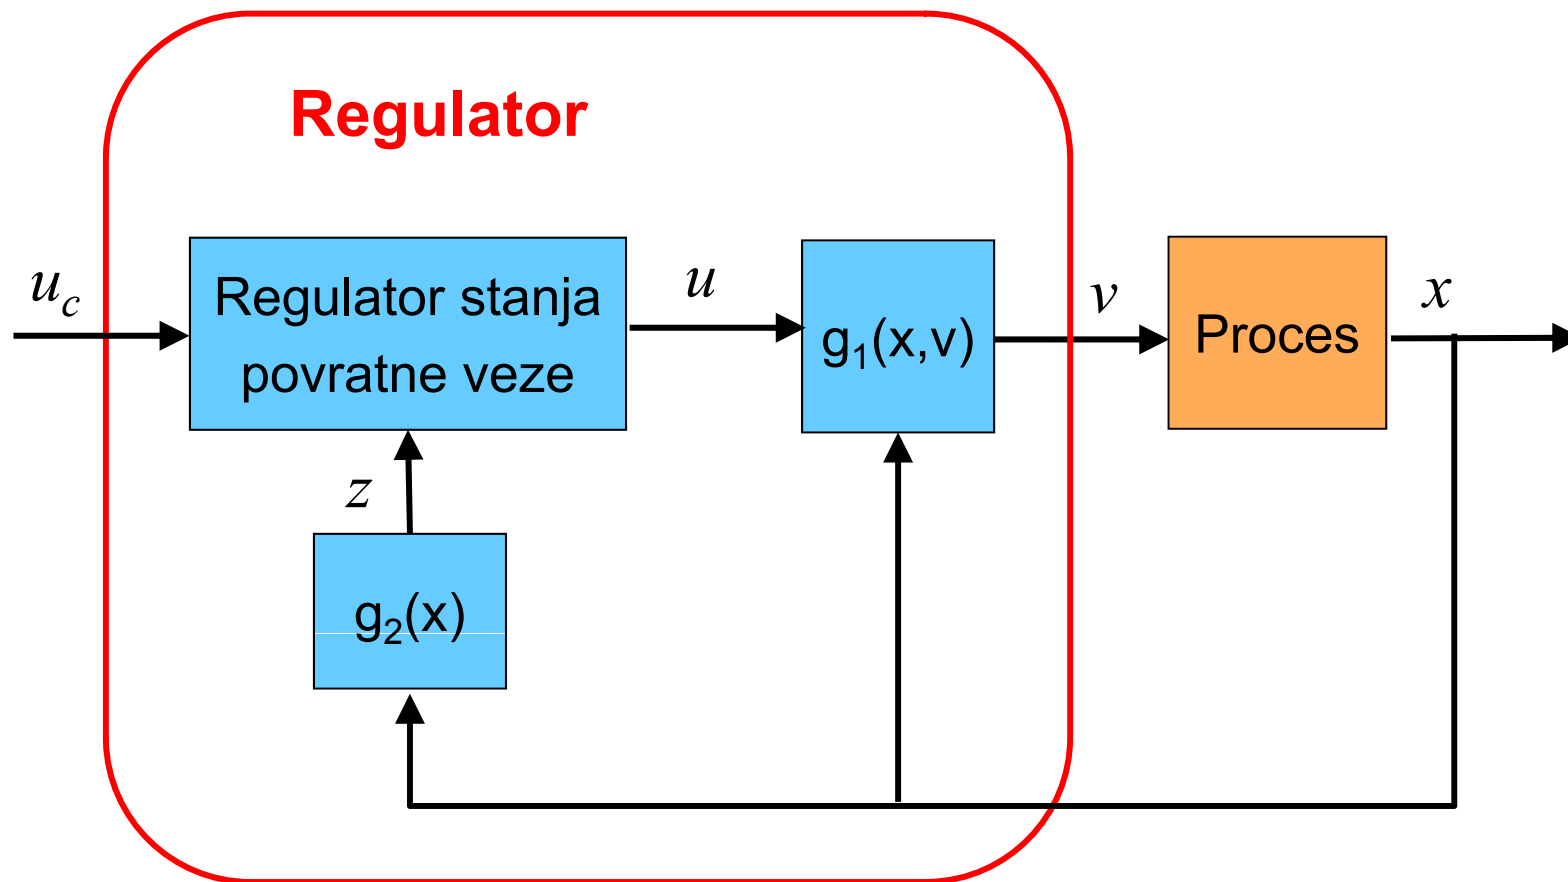 Regulator
u_c
Regulator stanja
povratne veze
u
g₁(x,v)
v
Proces
x
z
g₂(x)